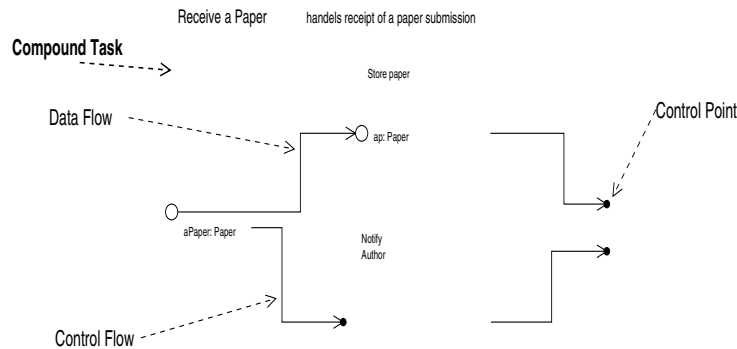 Receive a Paper handels receipt of a paper submission
Compound Task
Store paper
Data Flow
Control Point
ap: Paper
aPaper: Paper
Notify
Author
Control Flow